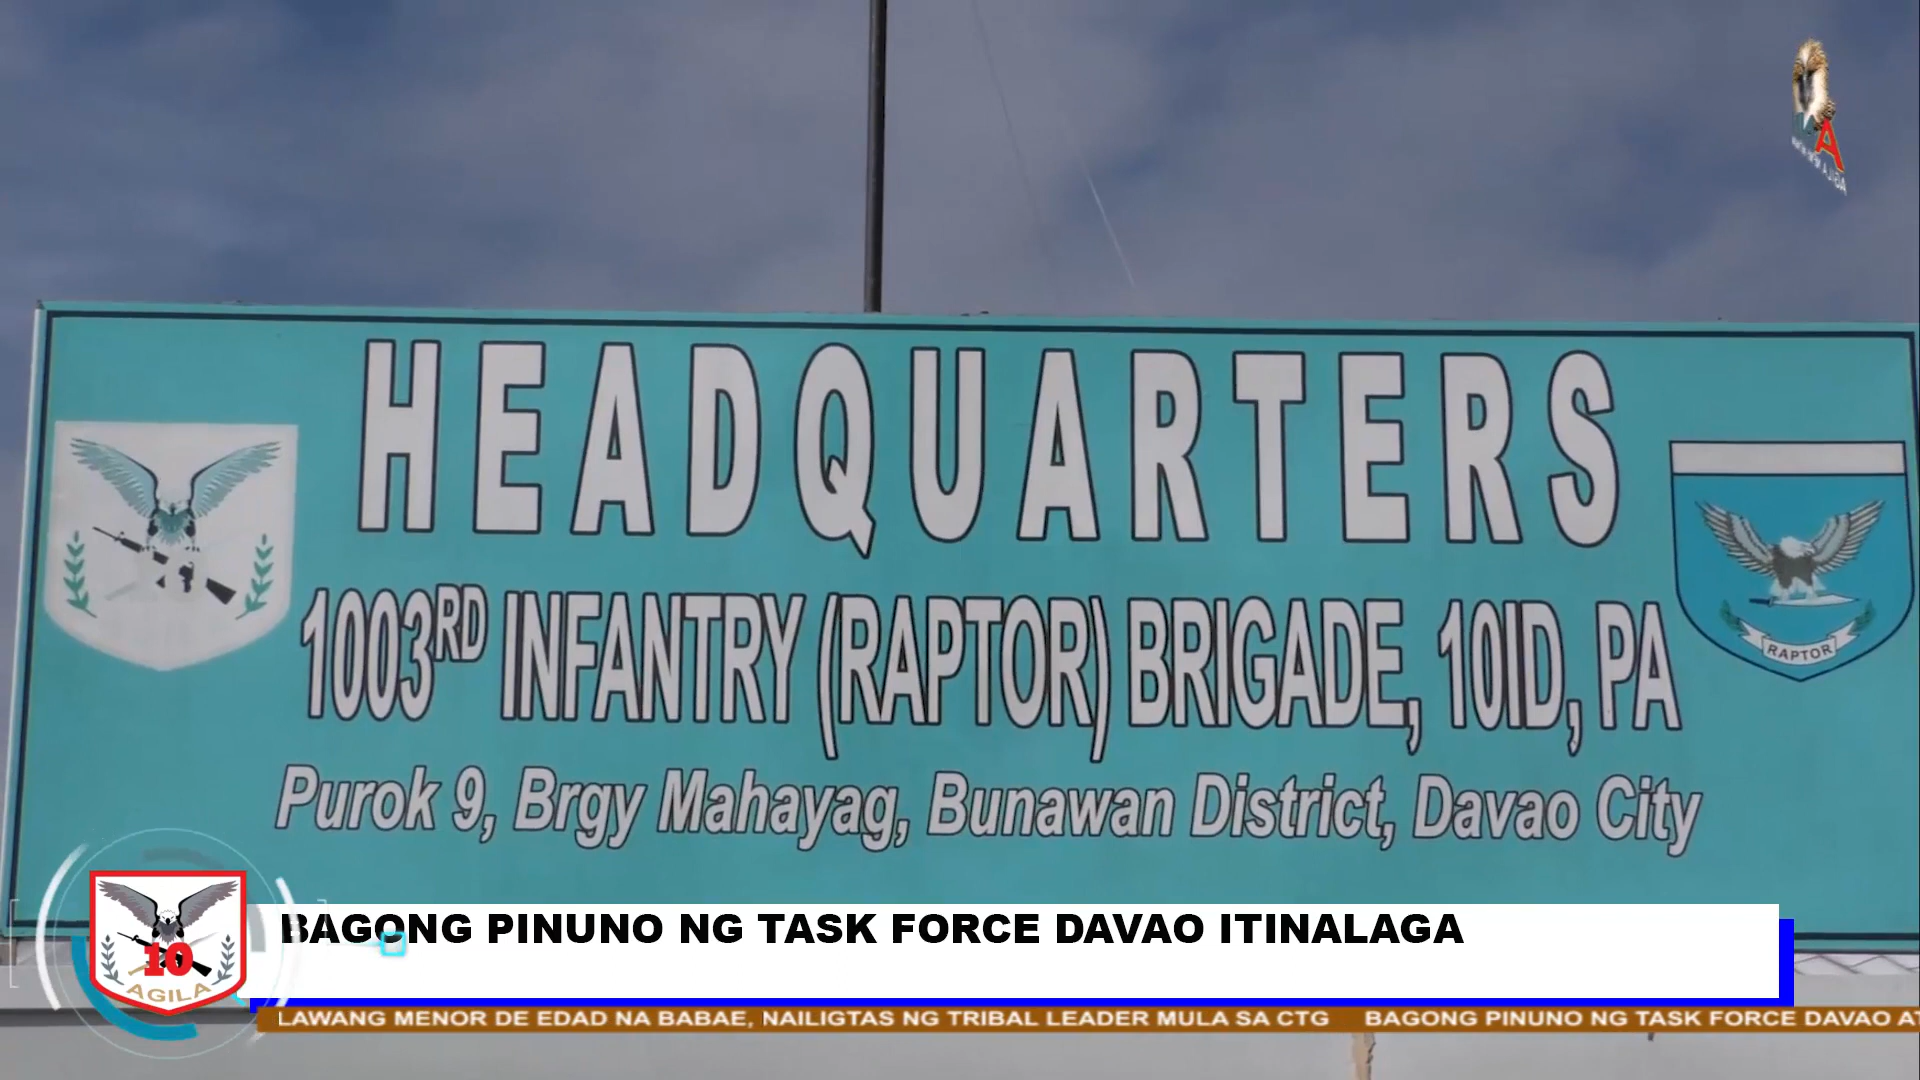 HEADQUARTERS
1003RD INFANTRY (RAPTOR) BRIGADE, 10ID, PA
Purok 9, Brgy Mahayag, Bunawan District, Davao City
RAPTOR
A
BAGONG PINUNO NG TASK FORCE DAVAO ITINALAGA
10
AGILA
LAWANG MENOR DE EDAD NA BABAE, NAILIGTAS NG TRIBAL LEADER MULA SA CTG BAGONG PINUNO NG TASK FORCE DAVAO AT